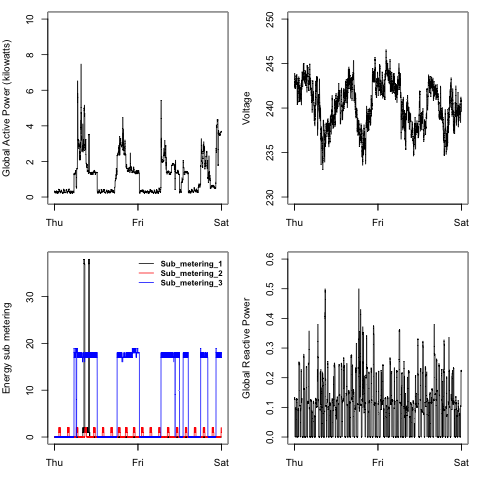 Global Active Power (kilowatts)
10
8
6
4
2
0
Thu Fri Sat
Voltage
250
245
240
235
230
Thu Fri Sat
Energy sub metering
30
20
10
0
Sub_metering_1
Sub_metering_2
Sub_metering_3
Thu Fri Sat
Global Reactive Power
0.6
0.5
0.4
0.3
0.2
0.1
0.0
Thu Fri Sat